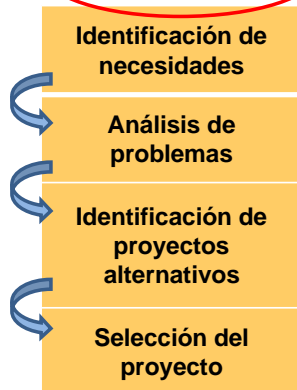 Identificación de
necesidades
Análisis de
problemas
Identificación de
proyectos
alternativos
Selección del
proyecto